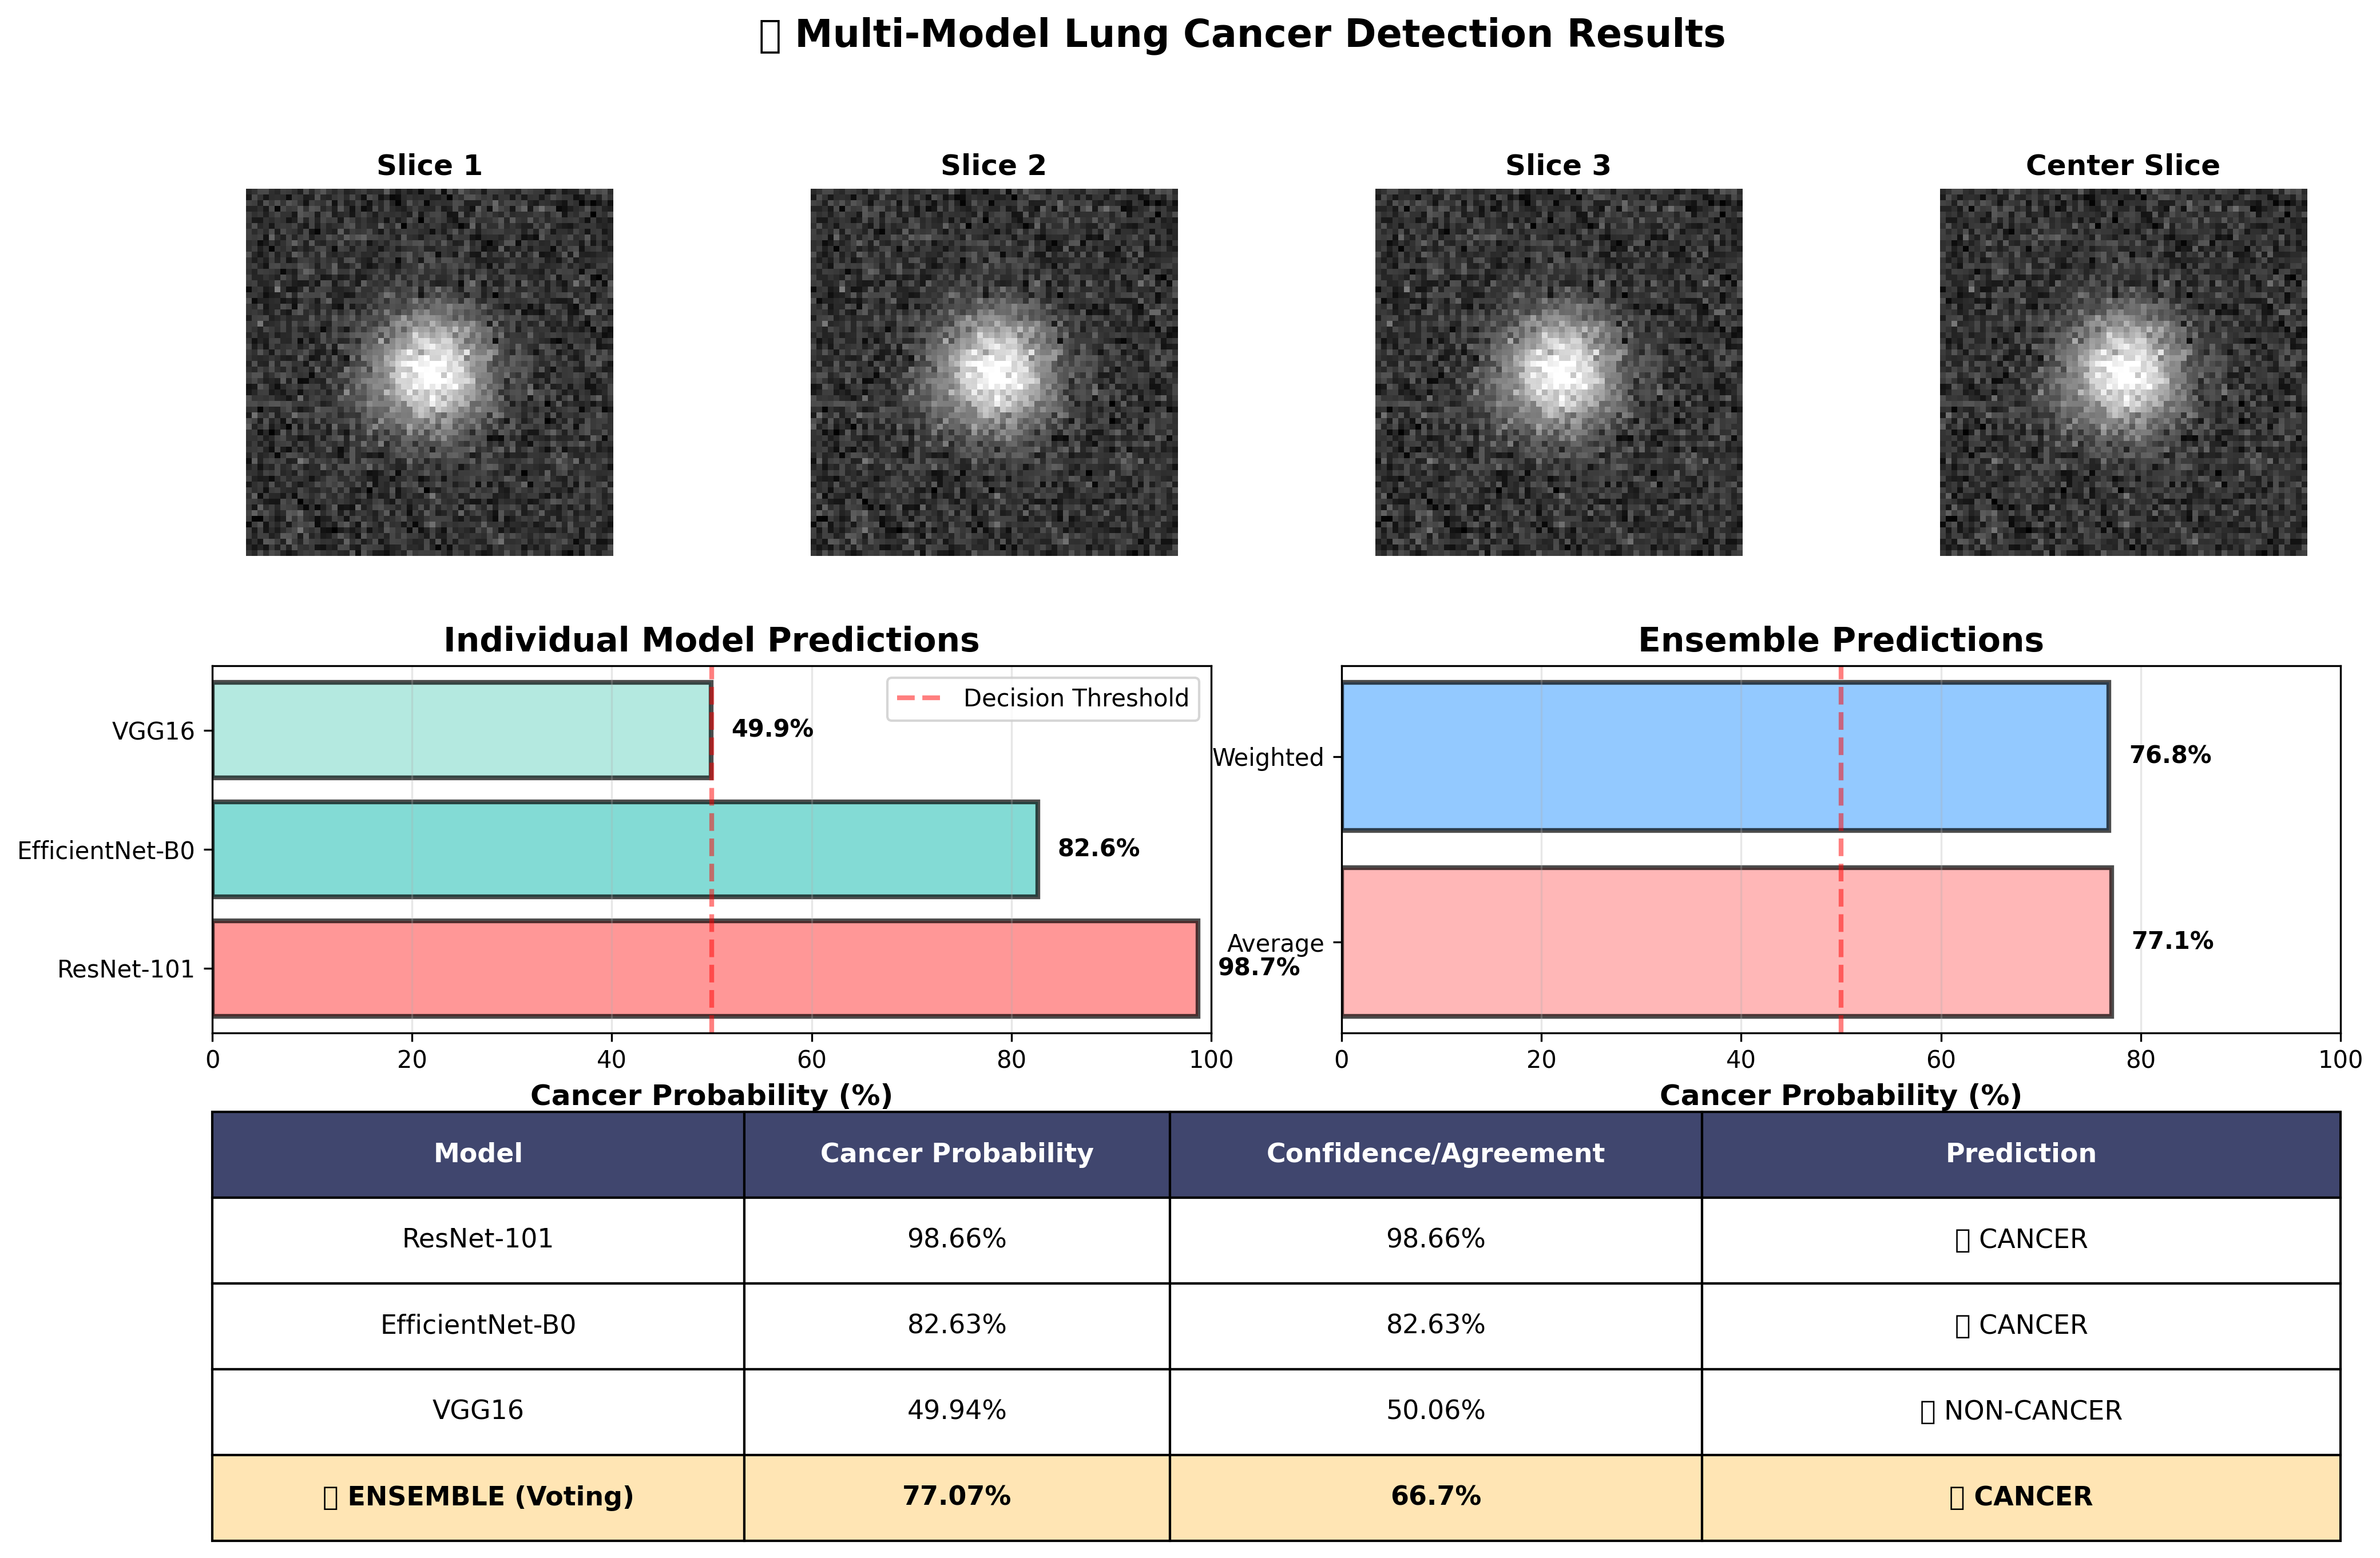 ▯ Multi-Model Lung Cancer Detection Results
Slice 1
Slice 2
Slice 3
Center Slice
Individual Model Predictions
VGG16
EfficientNet-B0
ResNet-101
49.9%
82.6%
98.7%
Decision Threshold
0 20 40 60 80 100
Cancer Probability (%)
Ensemble Predictions
Weighted
Average
76.8%
77.1%
0 20 40 60 80 100
Cancer Probability (%)
Model Cancer Probability Confidence/Agreement Prediction
ResNet-101 98.66% 98.66% ▯ CANCER
EfficientNet-B0 82.63% 82.63% ▯ CANCER
VGG16 49.94% 50.06% ▯ NON-CANCER
▯ ENSEMBLE (Voting) 77.07% 66.7% ▯ CANCER